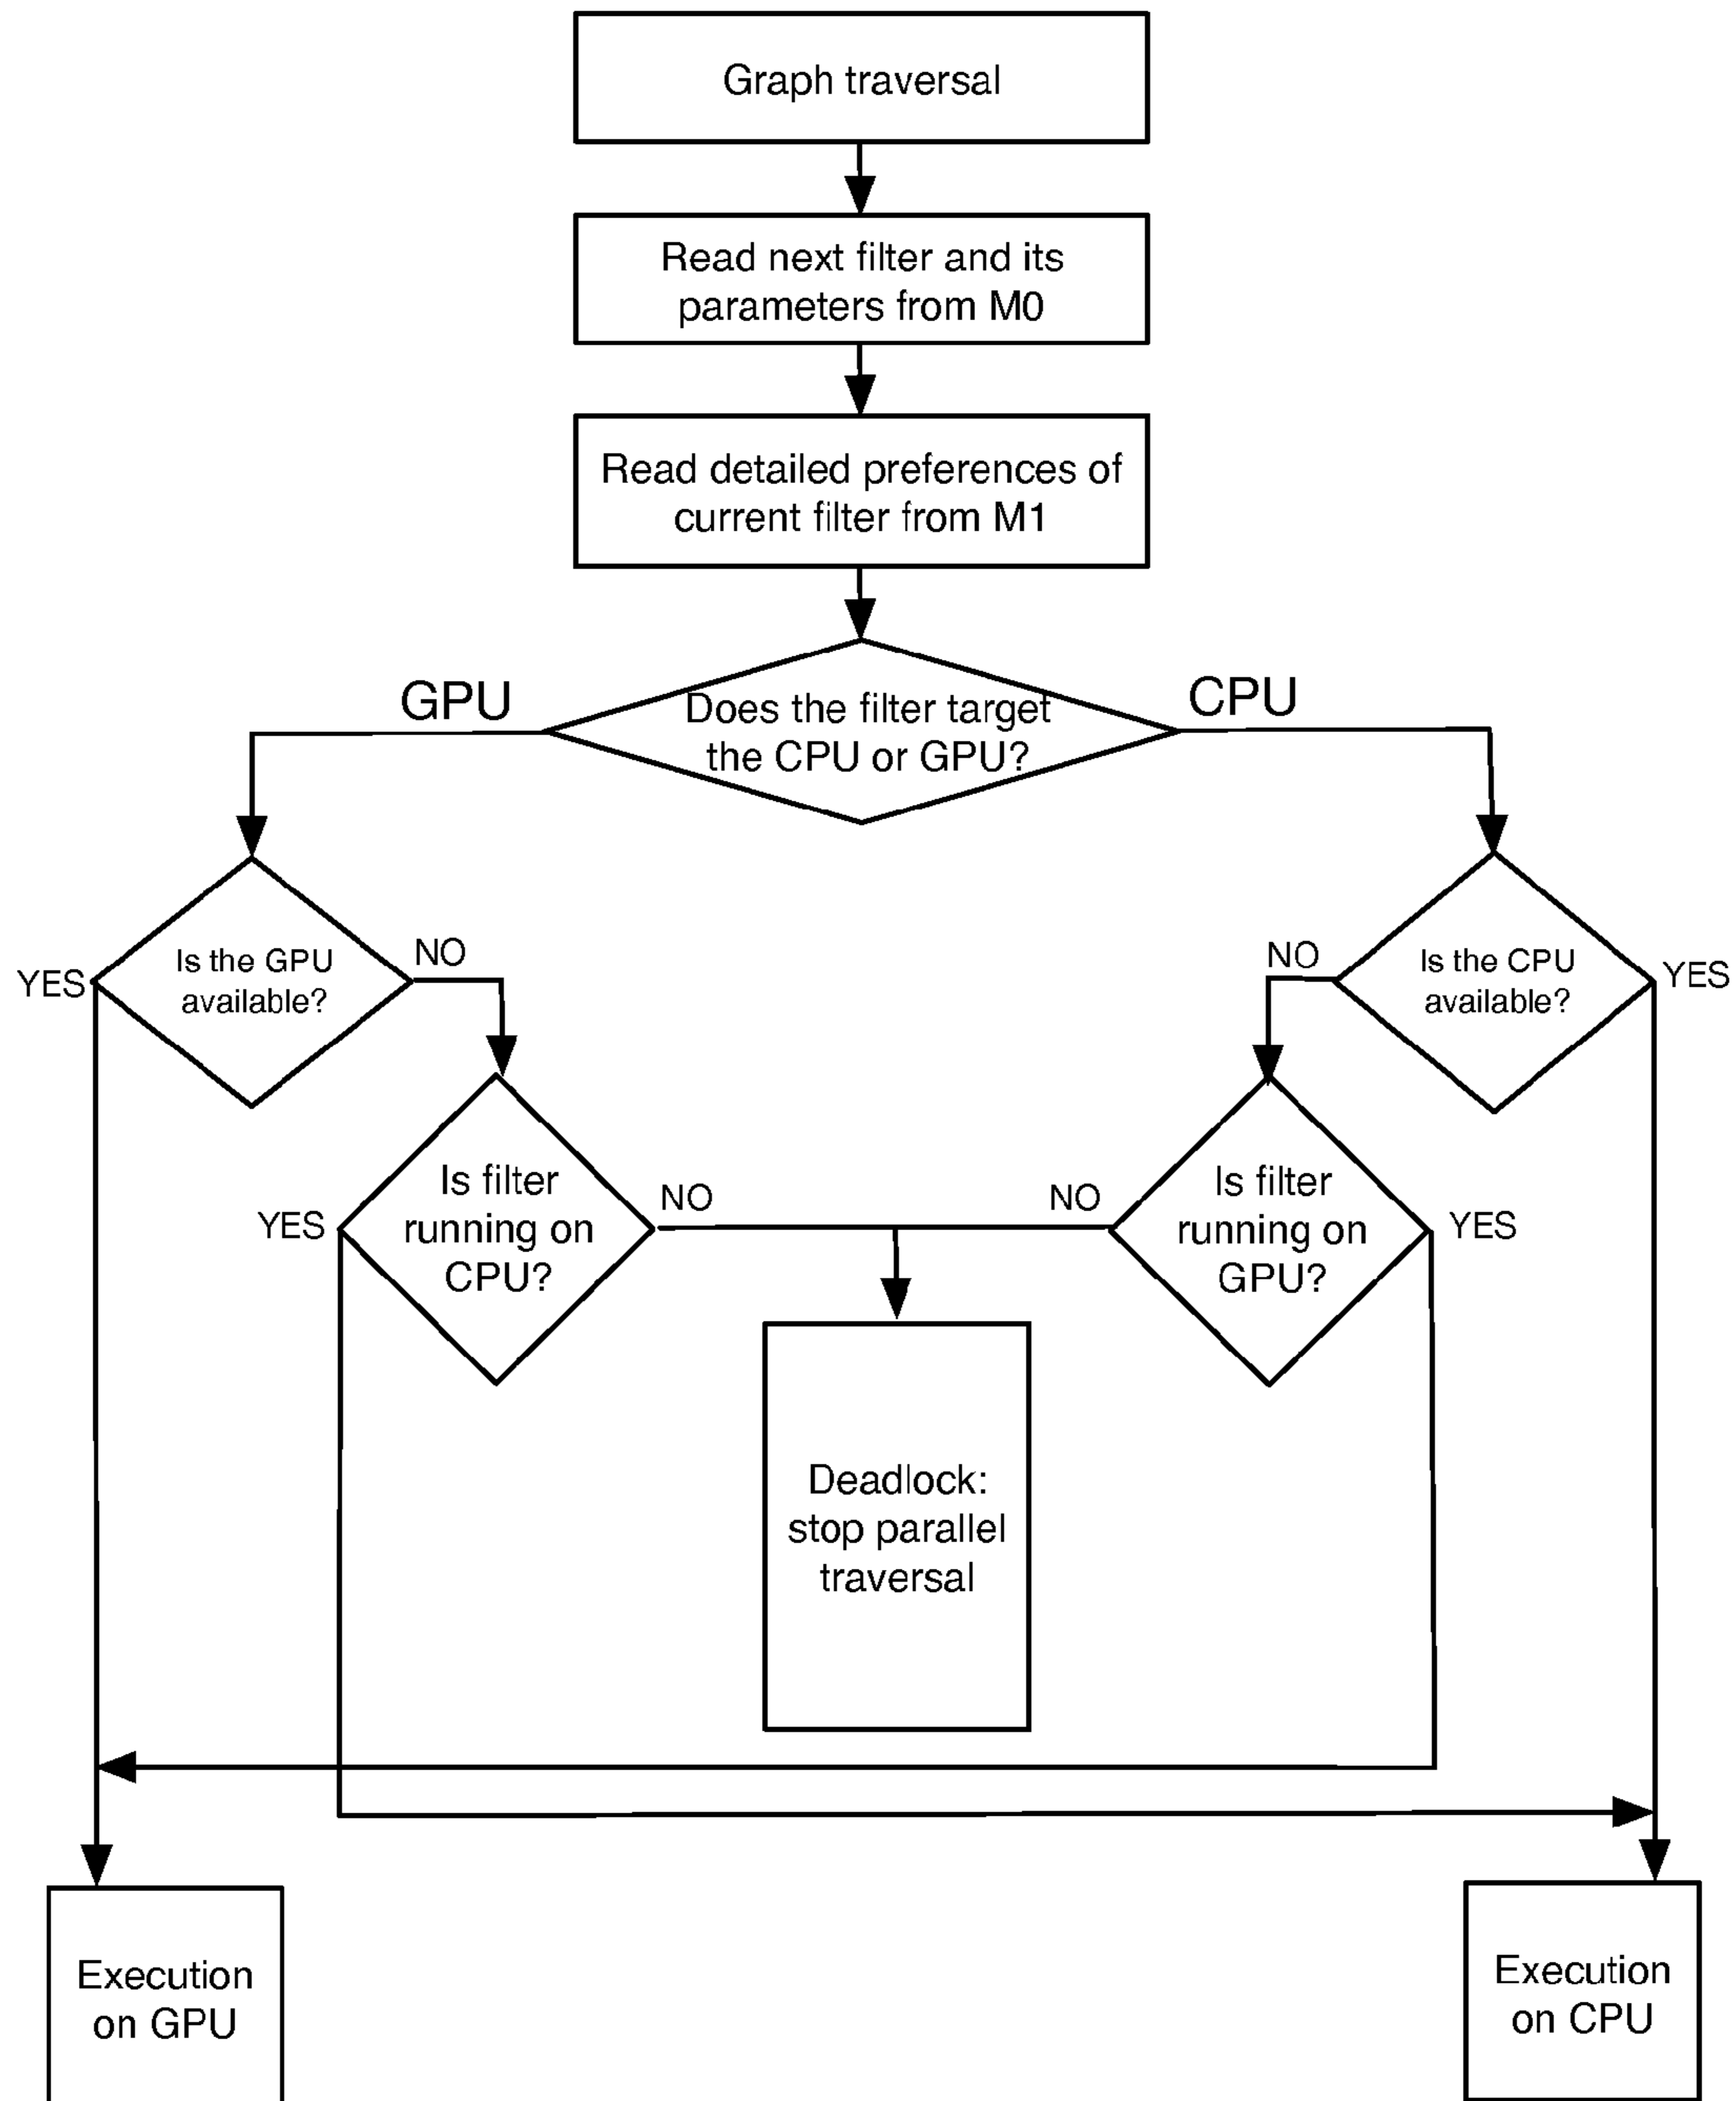 Graph traversal
Read next filter and its
parameters from M0
Read detailed preferences of
current filter from M1
GPU
CPU
Does the filter target
the CPU or GPU?
YES
Is the GPU
available?
NO
NO
Is the CPU
available?
YES
YES
Is filter
running on
CPU?
NO
NO
Is filter
running on
GPU?
YES
Deadlock:
stop parallel
traversal
Execution
on GPU
Execution
on CPU